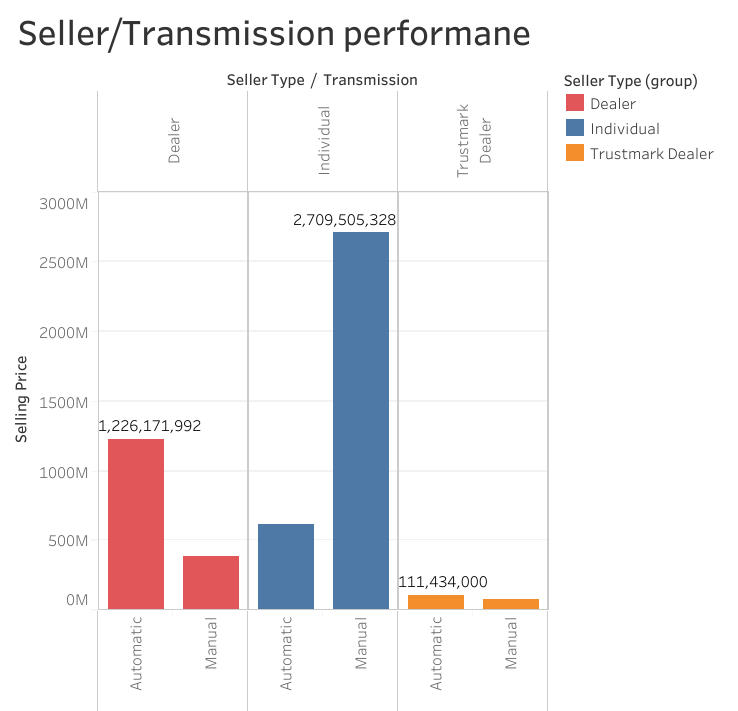 Seller/Transmission performane
Seller Type / Transmission
Dealer
Individual
Trustmark
Dealer
Seller Type (group)
Dealer
Individual
Trustmark Dealer
Selling Price
3000M
2500M
2000M
1500M
1000M
500M
0M
1,226,171,992
2,709,505,328
111,434,000
Automatic
Manual
Automatic
Manual
Automatic
Manual